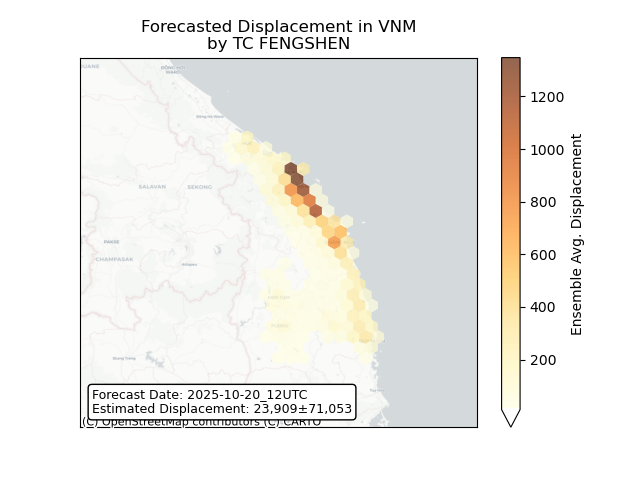 Forecasted Displacement in VNM
by TC FENGSHEN
SALAVAN
SEKONG
PAKSE
CHAMPASAK
1200
1000
800
600
400
200
Ensemble Avg. Displacement
Forecast Date: 2025-10-20_12UTC
Estimated Displacement: 23,909±71,053
(C) OpenStreetMap contributors (C) CARTO